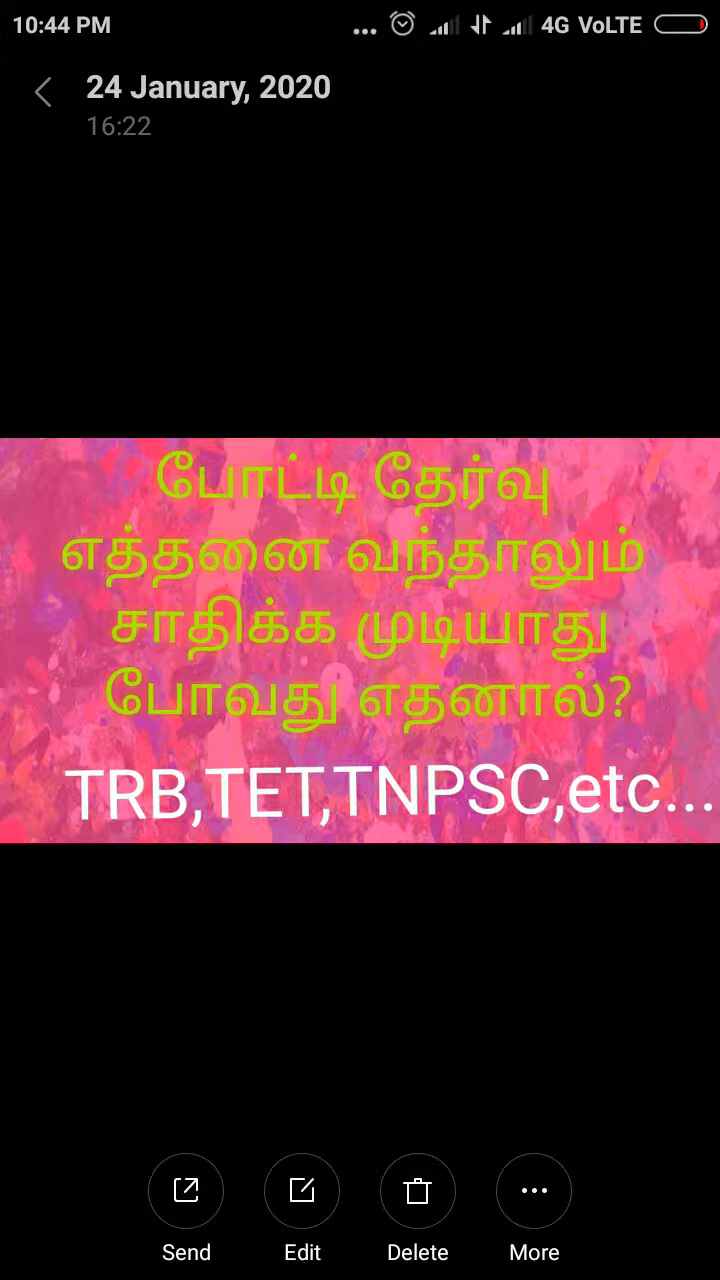 10:44 PM
... 4G VoLTE
24 January, 2020
16:22
போட்டி தேர்வு
எத்தனை வந்தாலும்
சாதிக்க முடியாது
போவது எதனால்?
TRB,TET,TNPSC,etc...
Send Edit Delete More